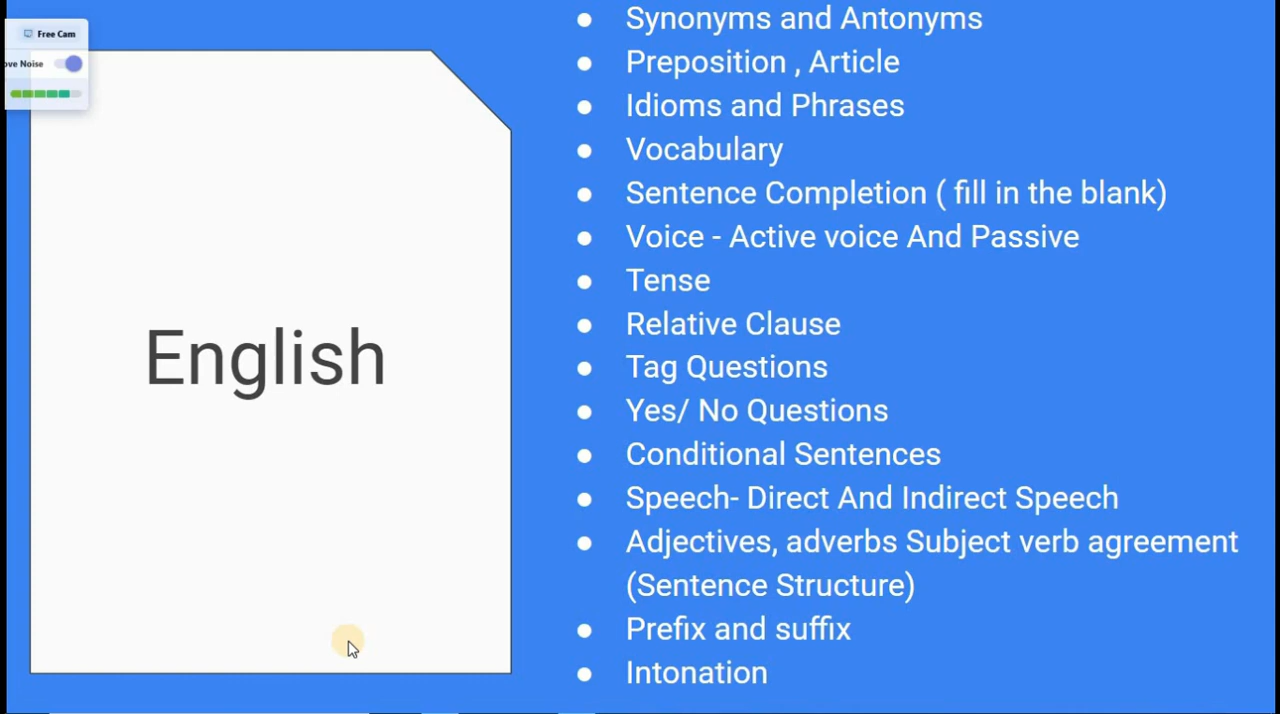 Free Cam
ove Noise
English
● Synonyms and Antonyms
● Preposition , Article
● Idioms and Phrases
● Vocabulary
● Sentence Completion ( fill in the blank)
● Voice - Active voice And Passive
● Tense
● Relative Clause
● Tag Questions
● Yes/ No Questions
● Conditional Sentences
● Speech- Direct And Indirect Speech
● Adjectives, adverbs Subject verb agreement
(Sentence Structure)
● Prefix and suffix
● Intonation